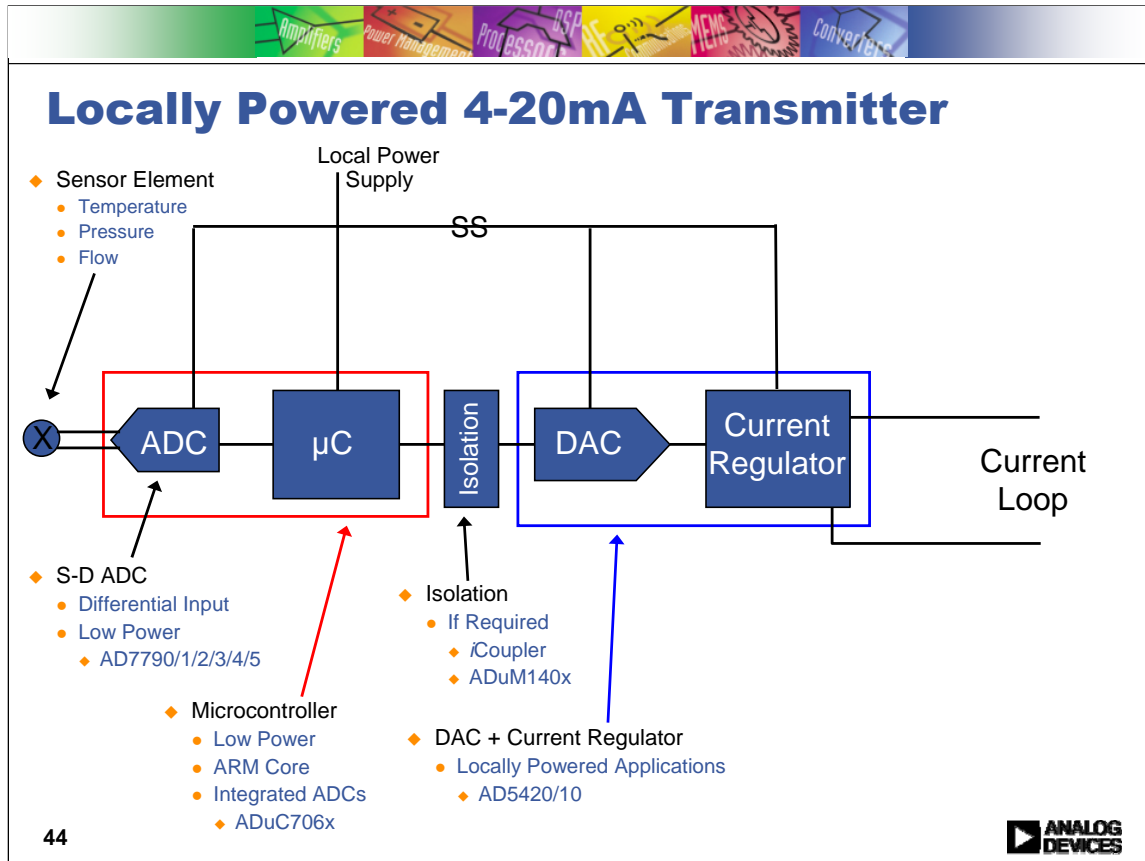 Amplifiers
Power Management
Processors
DSP
RF
MEMS
Converters
Locally Powered 4-20mA Transmitter
Local Power
Supply
Sensor Element
Temperature
Pressure
Flow
SS
X
ADC
µC
Isolation
DAC
Current
Regulator
Current
Loop
S-D ADC
Differential Input
Low Power
AD7790/1/2/3/4/5
Isolation
If Required
iCoupler
ADuM140x
Microcontroller
Low Power
ARM Core
Integrated ADCs
ADuC706x
DAC + Current Regulator
Locally Powered Applications
AD5420/10
44
ANALOG
DEVICES